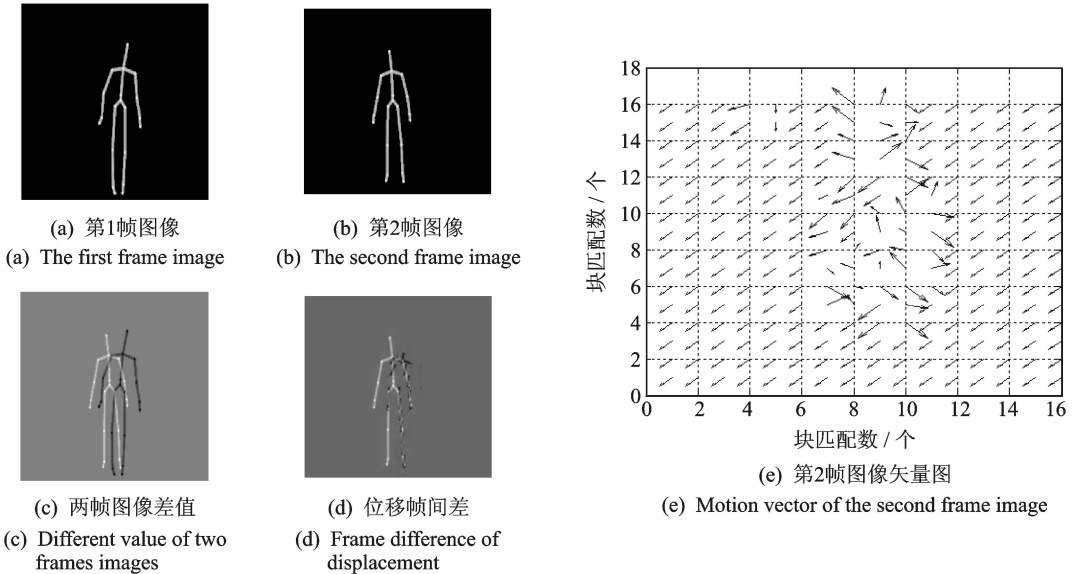 (a) 第1帧图像
(a) The first frame image
(b) 第2帧图像
(b) The second frame image
(c) 两帧图像差值
(c) Different value of two
frames images
(d) 位移帧间差
(d) Frame difference of
displacement
18
16
14
12
10
8
6
4
2
0
块匹配数 / 个
0 2 4 6 8 10 12 14 16
块匹配数 / 个
(e) 第2帧图像矢量图
(e) Motion vector of the second frame image